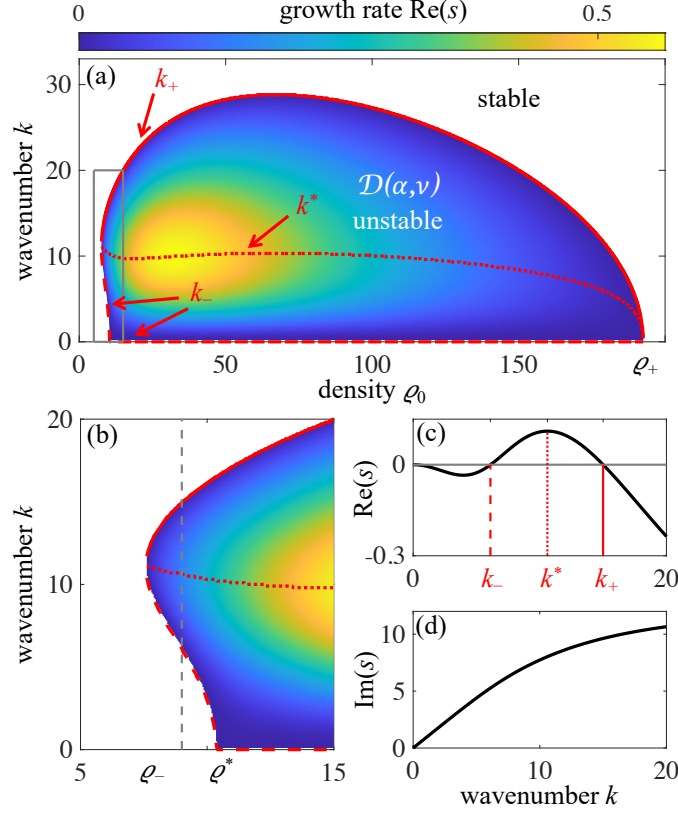 growth rate Re(s)
0 0.5
(a)
k₊
stable
𝒟(α,ν)
unstable
k*
k₋
wavenumber k
30
20
10
0
0 50 100 150 ϱ₊
density ϱ₀
(b)
wavenumber k
20
10
0
5 ϱ₋ ϱ* 15
(c)
Re(s)
0
-0.3
0 k₋ k* k₊ 20
(d)
Im(s)
10
5
0
0 10 20
wavenumber k